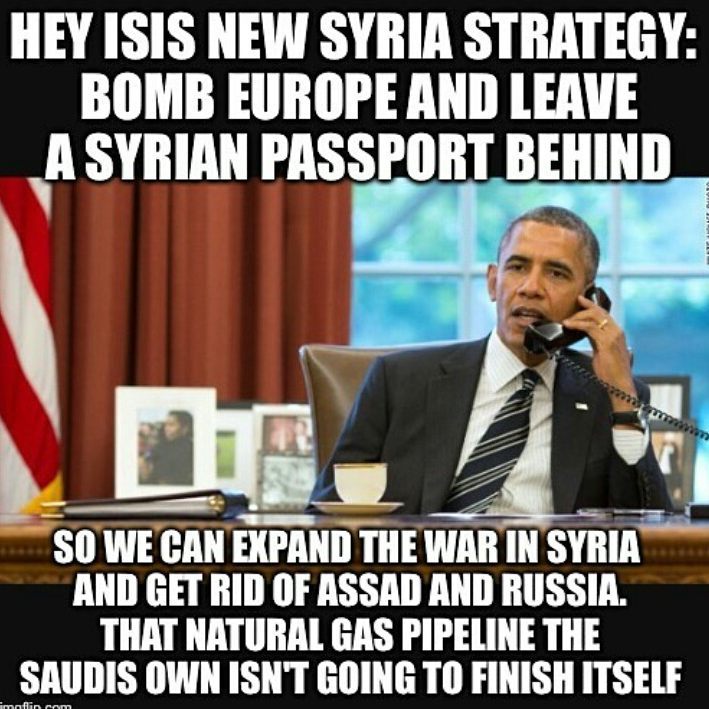 HEY ISIS NEW SYRIA STRATEGY:
BOMB EUROPE AND LEAVE
A SYRIAN PASSPORT BEHIND
SO WE CAN EXPAND THE WAR IN SYRIA
AND GET RID OF ASSAD AND RUSSIA.
THAT NATURAL GAS PIPELINE THE
SAUDIS OWN ISN'T GOING TO FINISH ITSELF
imgflip.com